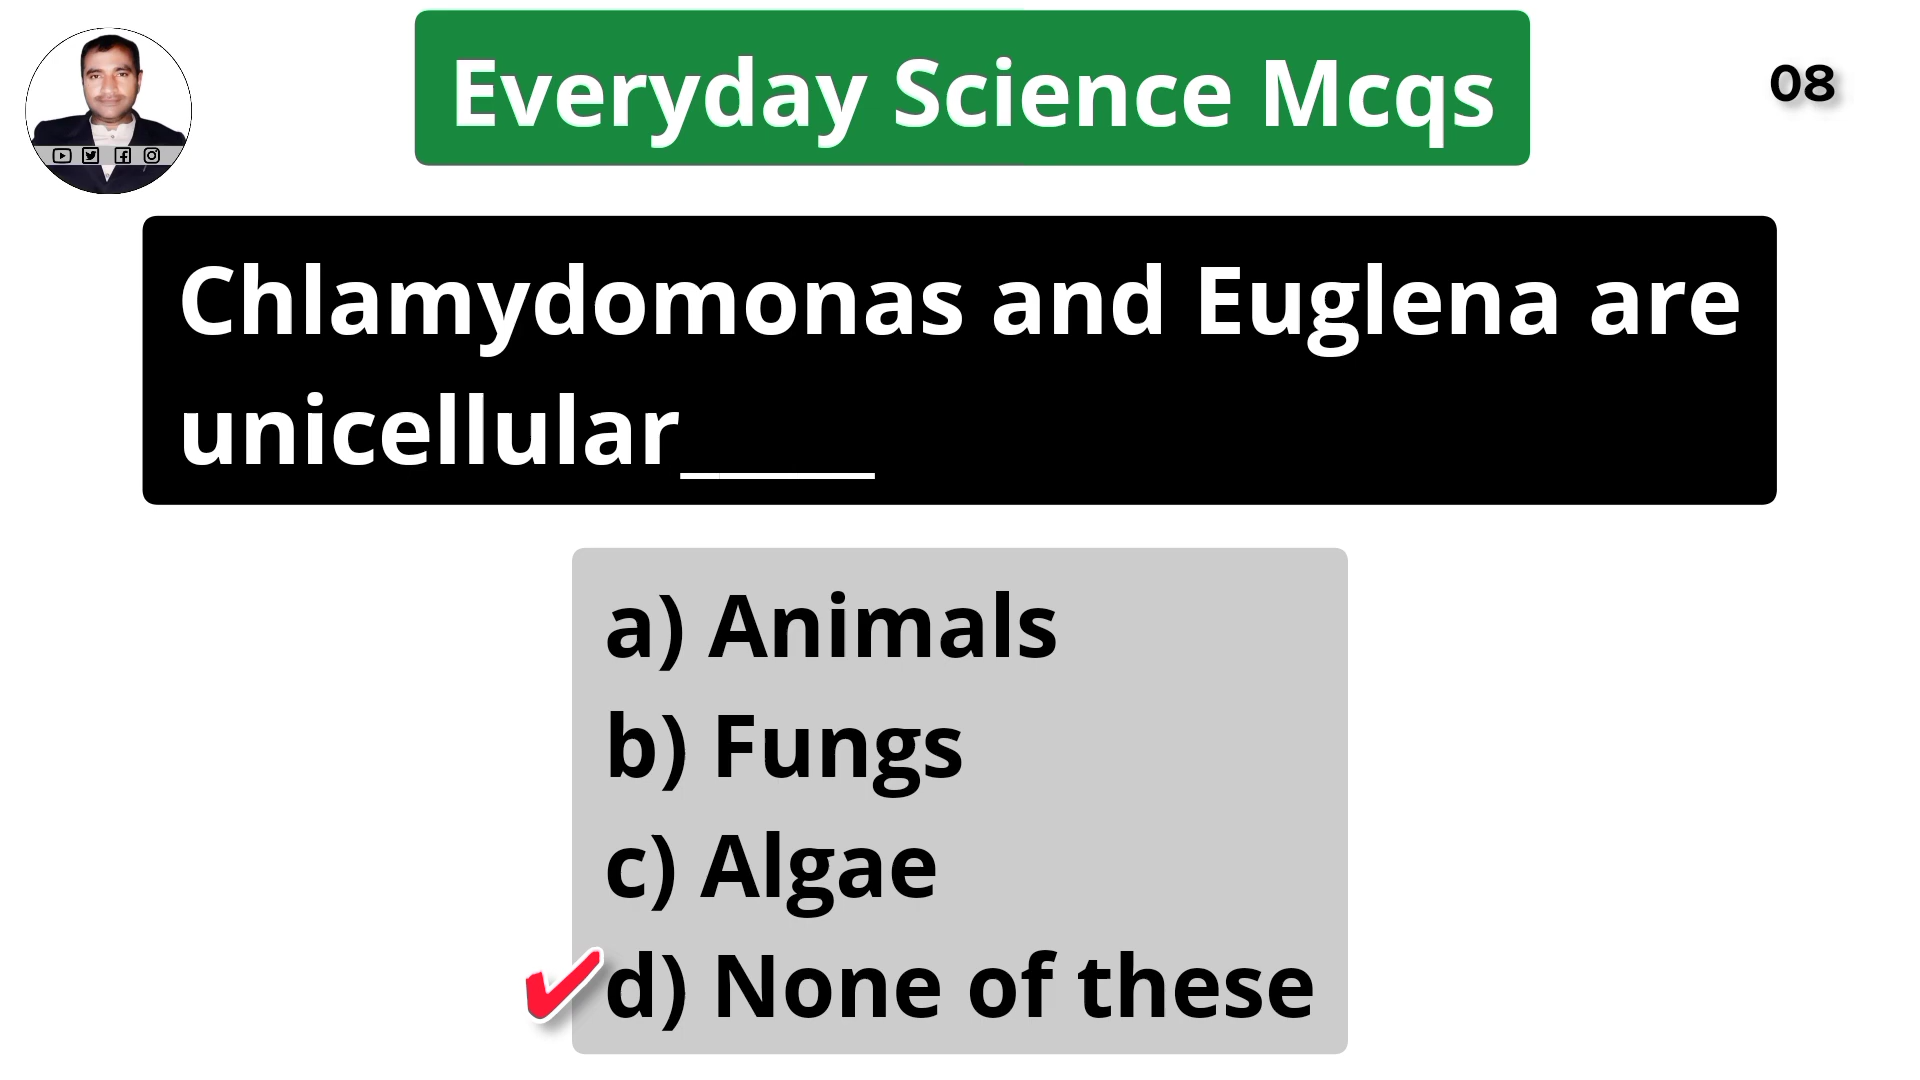 Everyday Science Mcqs
08
Chlamydomonas and Euglena are
unicellular_____
a) Animals
b) Fungs
c) Algae
d) None of these